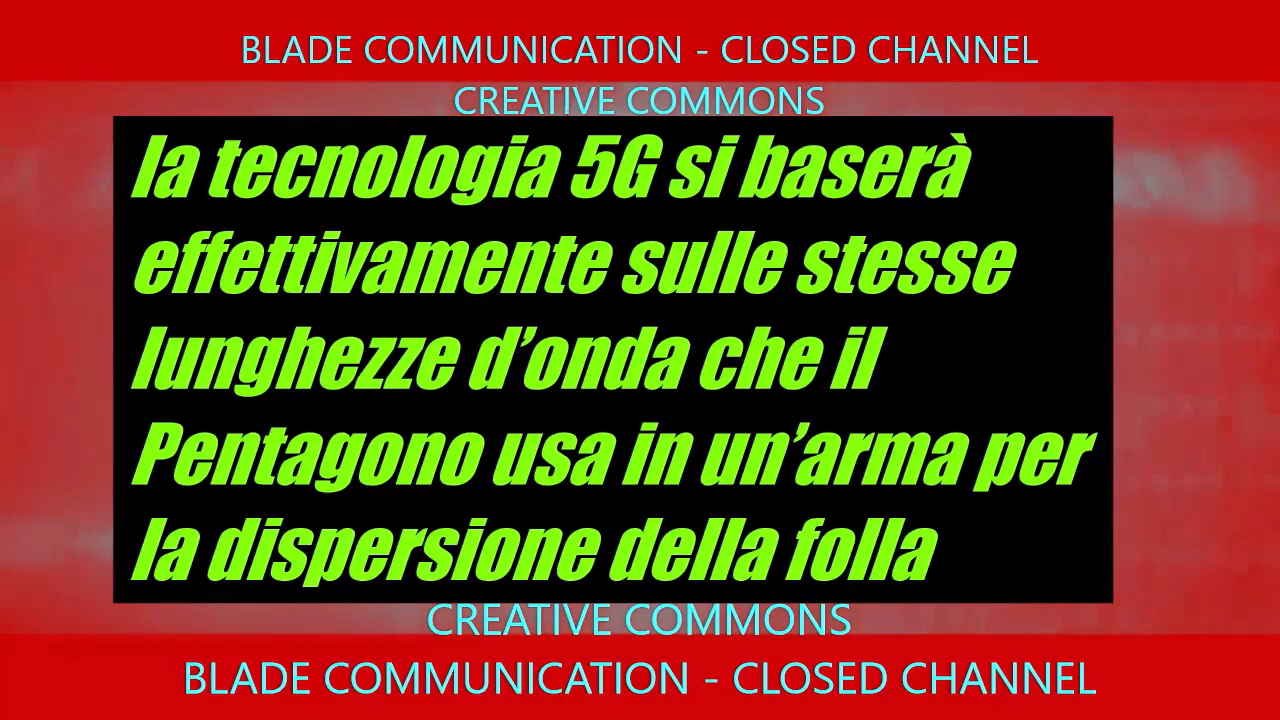 BLADE COMMUNICATION - CLOSED CHANNEL
CREATIVE COMMONS
la tecnologia 5G si baserà
effettivamente sulle stesse
lunghezze d’onda che il
Pentagono usa in un’arma per
la dispersione della folla
CREATIVE COMMONS
BLADE COMMUNICATION - CLOSED CHANNEL